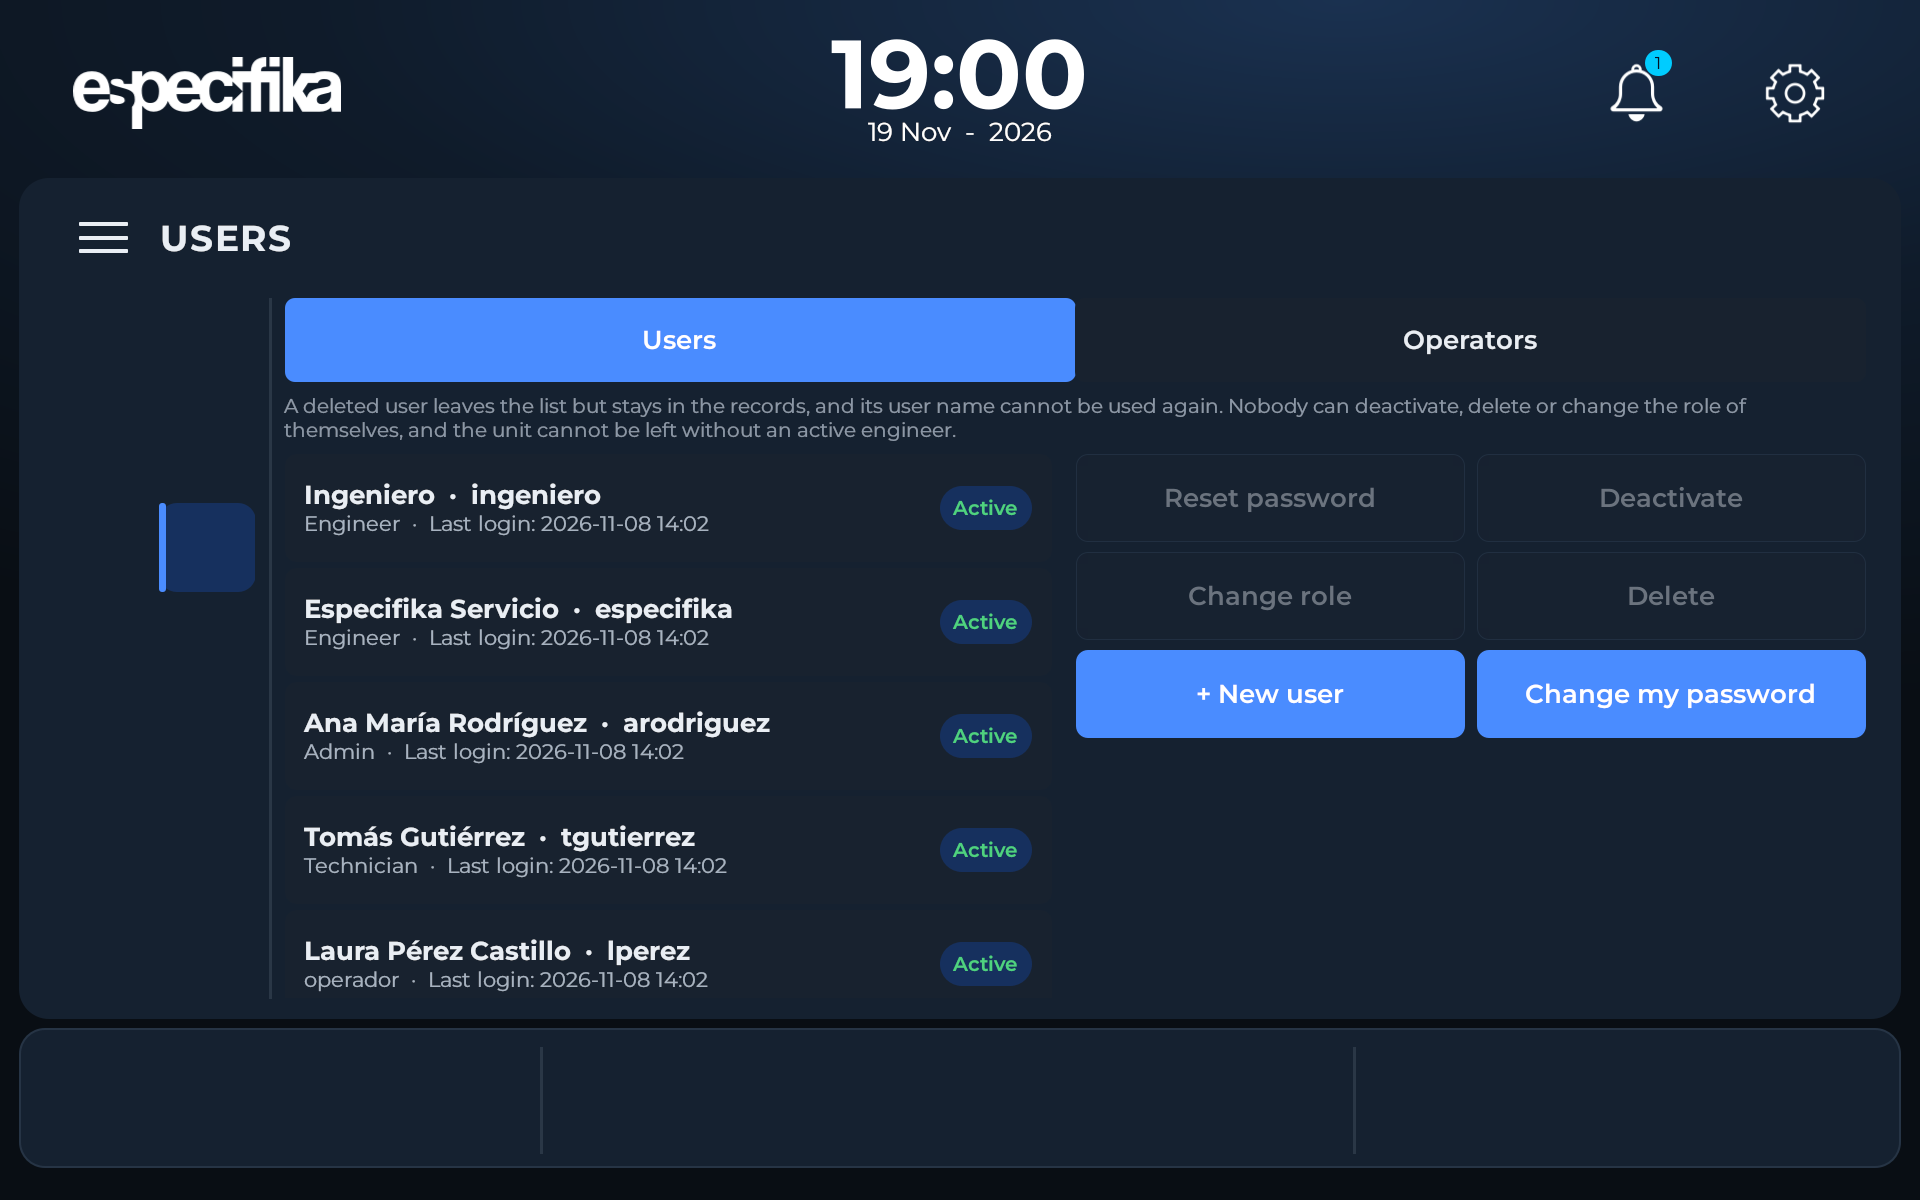 especifika
19:00
19 Nov - 2026
1
USERS
Users
Operators
A deleted user leaves the list but stays in the records, and its user name cannot be used again. Nobody can deactivate, delete or change the role of
themselves, and the unit cannot be left without an active engineer.
Ingeniero · ingeniero
Engineer · Last login: 2026-11-08 14:02
Active
Especifika Servicio · especifika
Engineer · Last login: 2026-11-08 14:02
Active
Ana María Rodríguez · arodriguez
Admin · Last login: 2026-11-08 14:02
Active
Tomás Gutiérrez · tgutierrez
Technician · Last login: 2026-11-08 14:02
Active
Laura Pérez Castillo · lperez
operador · Last login: 2026-11-08 14:02
Active
Reset password
Deactivate
Change role
Delete
+ New user
Change my password